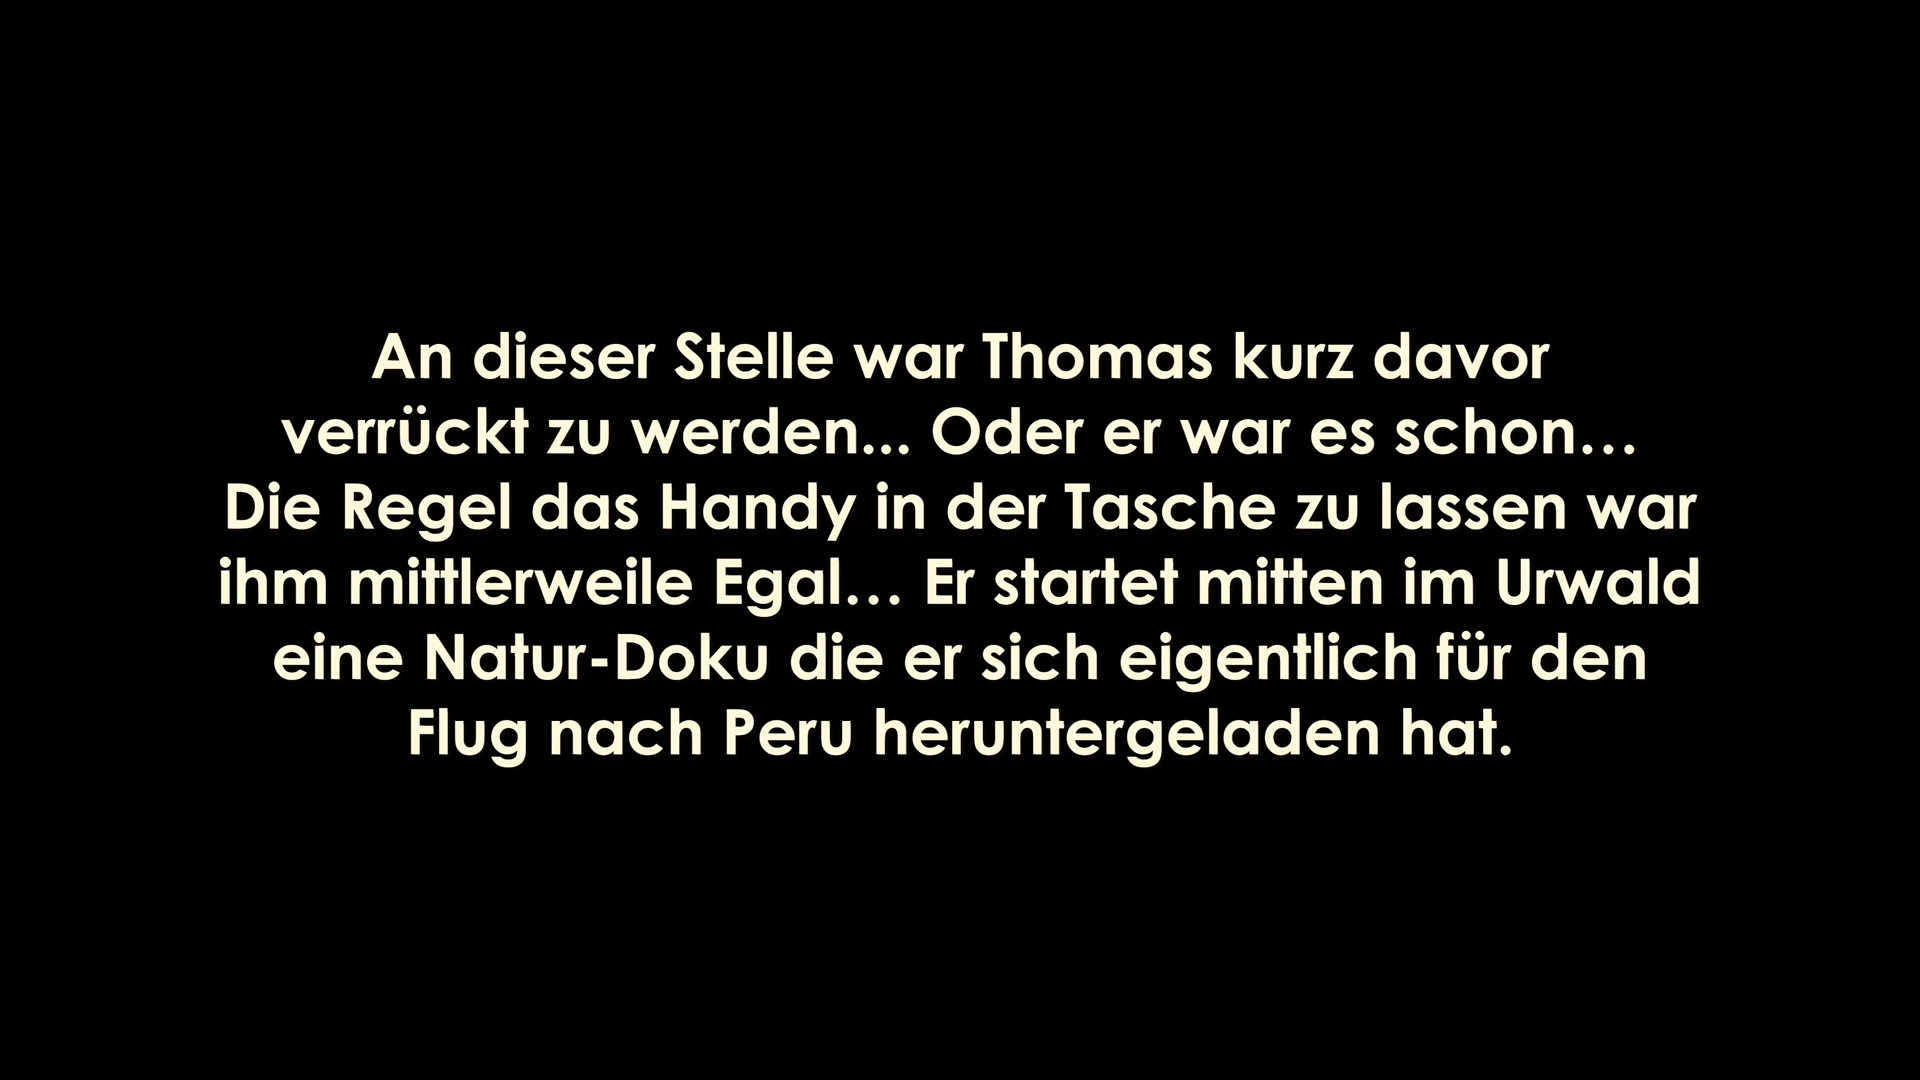 An dieser Stelle war Thomas kurz davor
verrückt zu werden... Oder er war es schon…
Die Regel das Handy in der Tasche zu lassen war
ihm mittlerweile Egal… Er startet mitten im Urwald
eine Natur-Doku die er sich eigentlich für den
Flug nach Peru heruntergeladen hat.